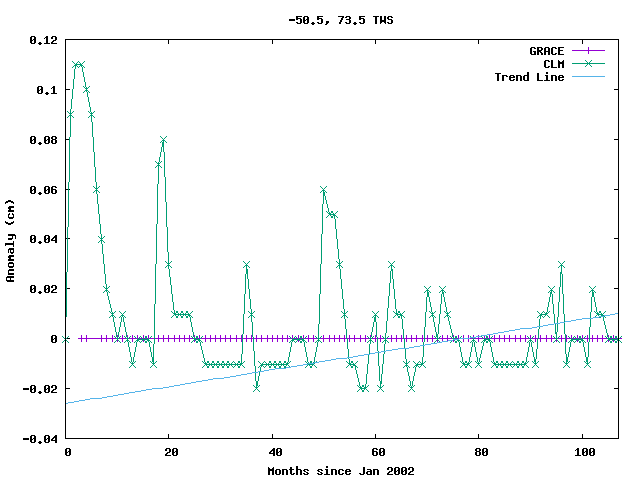 -50.5, 73.5 TWS
GRACE
CLM
Trend Line
0.12
0.1
0.08
0.06
0.04
0.02
0
-0.02
-0.04
Anomaly (cm)
0 20 40 60 80 100
Months since Jan 2002